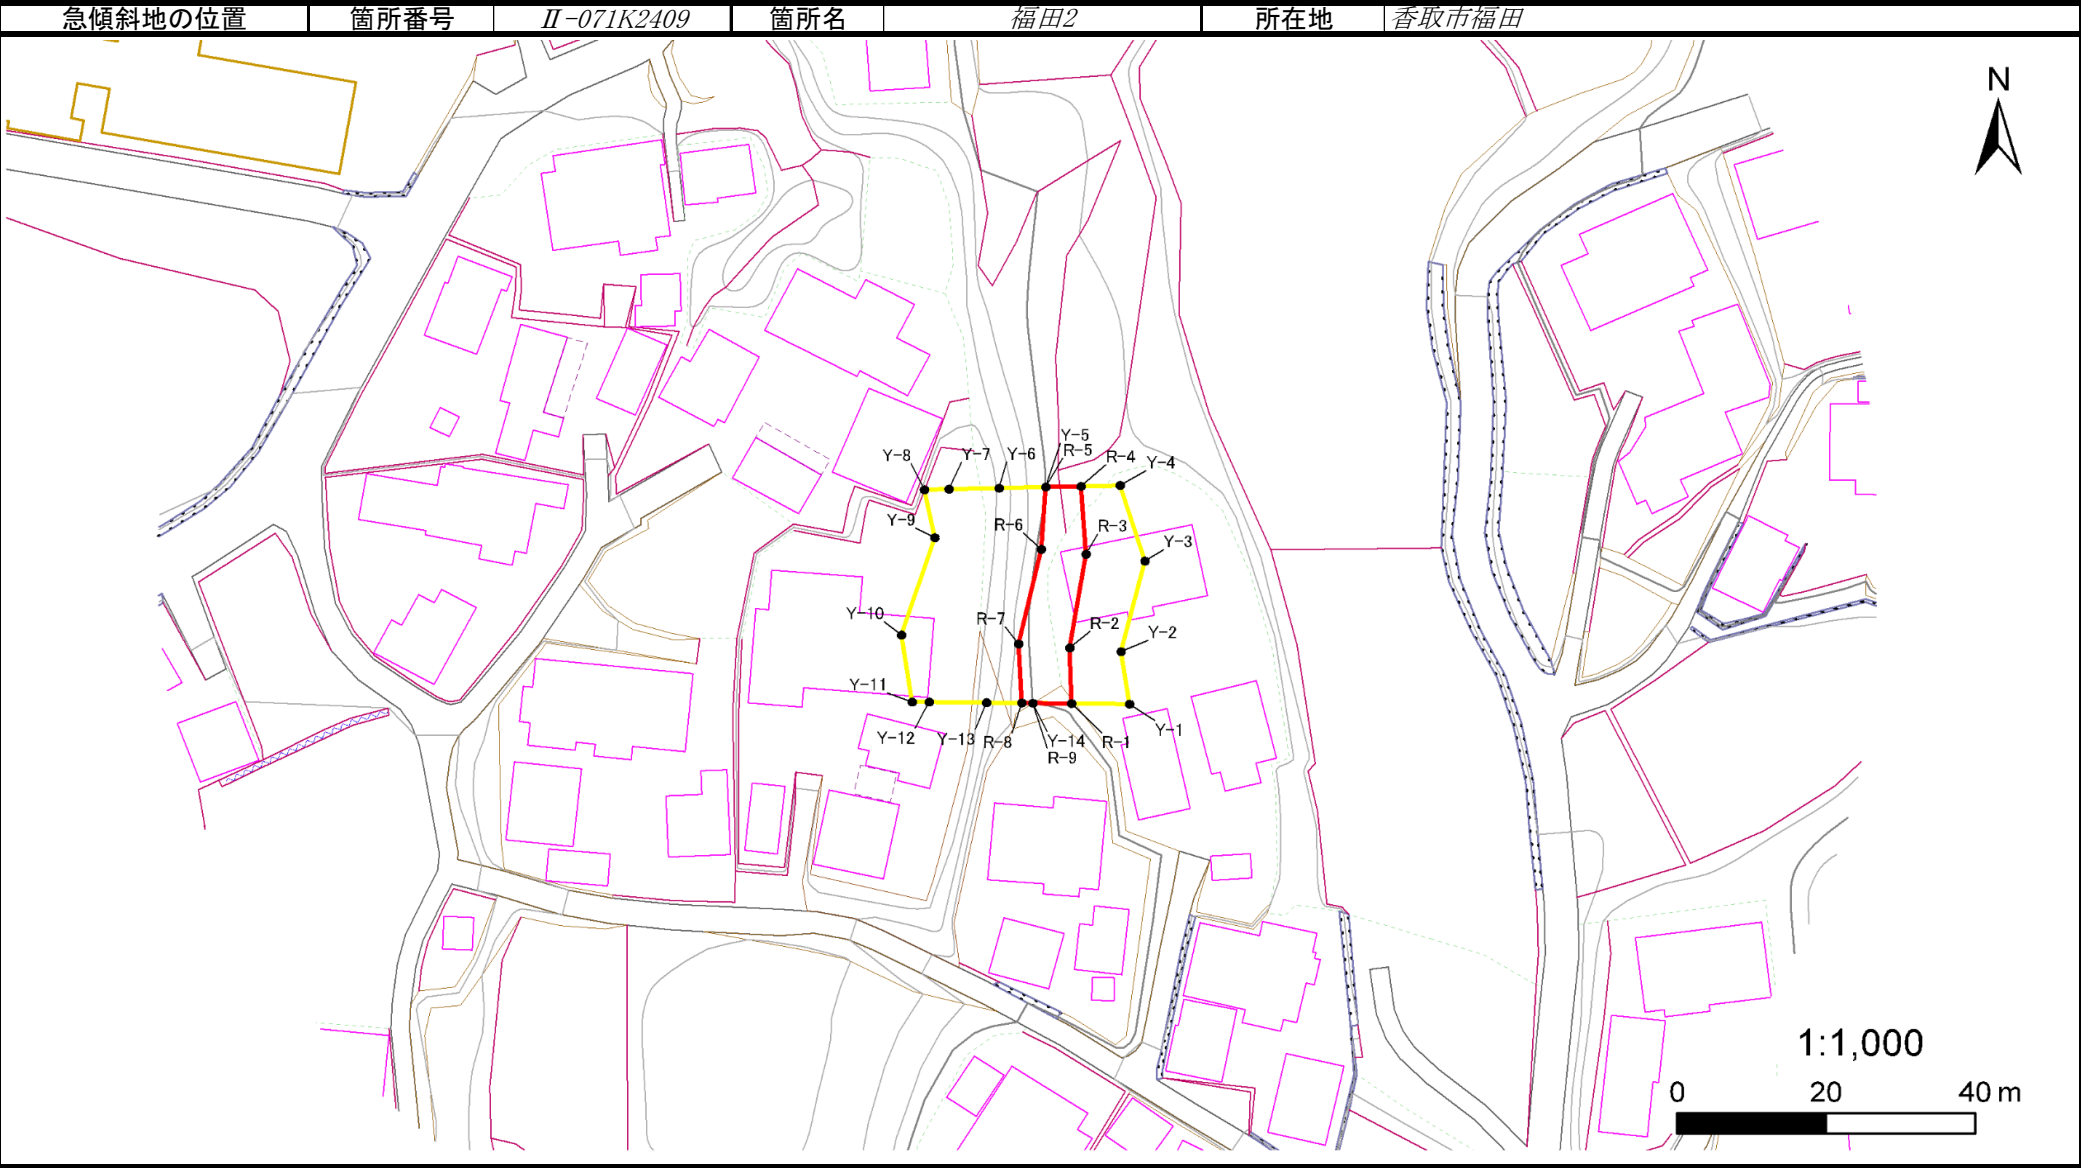 急傾斜地の位置 箇所番号 Ⅱ-071K2409 箇所名 福田2 所在地 香取市福田
N
Y-5
Y-8 Y-7 Y-6 R-5 R-4 Y-4
Y-9 R-6 R-3 Y-3
Y-10 R-7 R-2 Y-2
Y-11
Y-12 Y-13 R-8 Y-14 R-1 Y-1
R-9
1:1,000
0 20 40 m